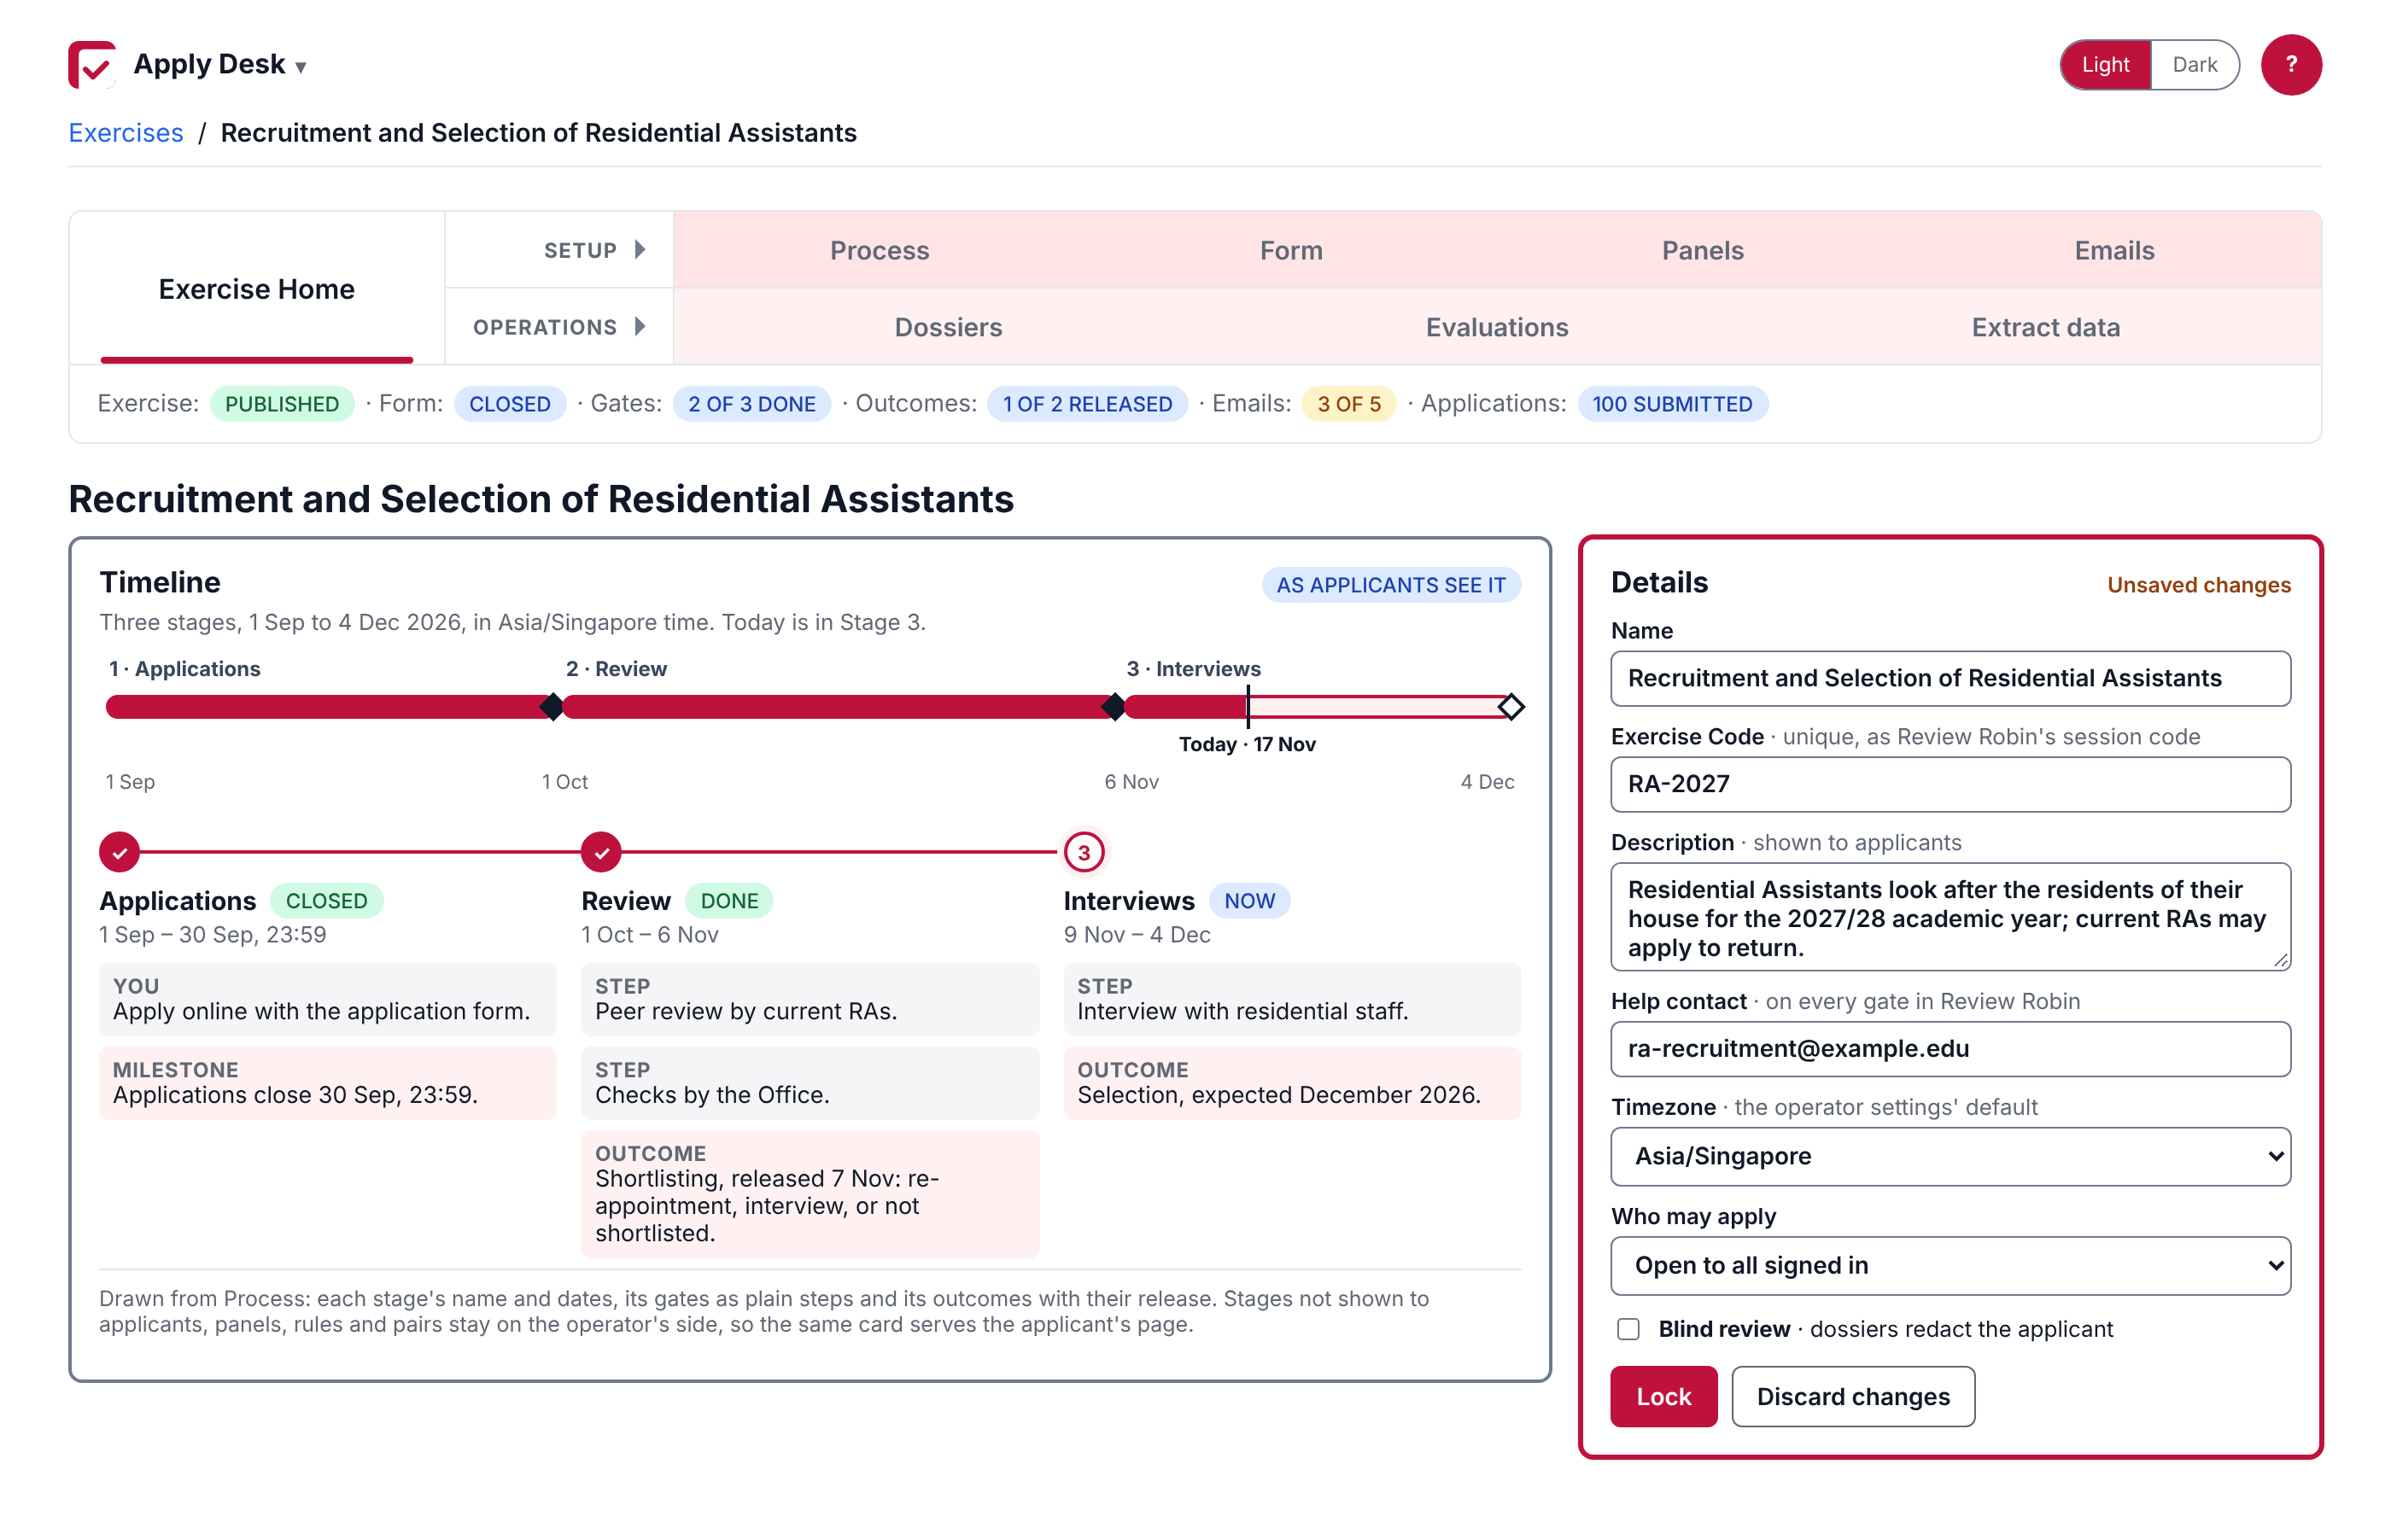 Apply Desk ▾
Light
Dark
?
Exercises / Recruitment and Selection of Residential Assistants
Exercise Home
SETUP
Process
Form
Panels
Emails
OPERATIONS
Dossiers
Evaluations
Extract data
Exercise: PUBLISHED · Form: CLOSED · Gates: 2 OF 3 DONE · Outcomes: 1 OF 2 RELEASED · Emails: 3 OF 5 · Applications: 100 SUBMITTED
Recruitment and Selection of Residential Assistants
Timeline
AS APPLICANTS SEE IT
Three stages, 1 Sep to 4 Dec 2026, in Asia/Singapore time. Today is in Stage 3.
1 · Applications
2 · Review
3 · Interviews
Today · 17 Nov
1 Sep
1 Oct
6 Nov
4 Dec
3
Applications CLOSED
1 Sep – 30 Sep, 23:59
YOU
Apply online with the application form.
MILESTONE
Applications close 30 Sep, 23:59.
Review DONE
1 Oct – 6 Nov
STEP
Peer review by current RAs.
STEP
Checks by the Office.
OUTCOME
Shortlisting, released 7 Nov: re-
appointment, interview, or not
shortlisted.
Interviews NOW
9 Nov – 4 Dec
STEP
Interview with residential staff.
OUTCOME
Selection, expected December 2026.
Drawn from Process: each stage's name and dates, its gates as plain steps and its outcomes with their release. Stages not shown to
applicants, panels, rules and pairs stay on the operator's side, so the same card serves the applicant's page.
Details
Unsaved changes
Name
Recruitment and Selection of Residential Assistants
Exercise Code · unique, as Review Robin's session code
RA-2027
Description · shown to applicants
Residential Assistants look after the residents of their
house for the 2027/28 academic year; current RAs may
apply to return.
Help contact · on every gate in Review Robin
ra-recruitment@example.edu
Timezone · the operator settings' default
Asia/Singapore
Who may apply
Open to all signed in
Blind review · dossiers redact the applicant
Lock
Discard changes